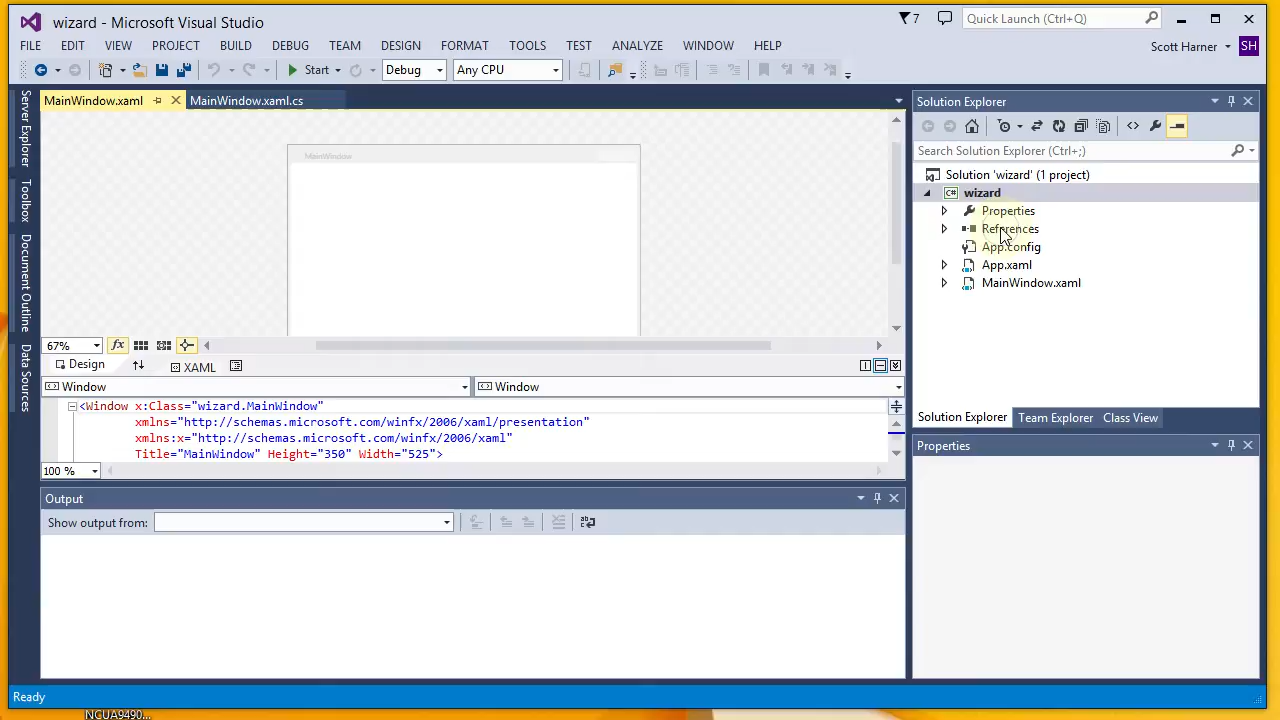 wizard - Microsoft Visual Studio
7
Quick Launch (Ctrl+Q)
FILE EDIT VIEW PROJECT BUILD DEBUG TEAM DESIGN FORMAT TOOLS TEST ANALYZE WINDOW HELP
Scott Harner SH
Start Debug Any CPU
Server Explorer
Toolbox
Document Outline
Data Sources
MainWindow.xaml MainWindow.xaml.cs
MainWindow
67%
fx
Design XAML
Window Window
<Window x:Class="wizard.MainWindow"
xmlns="http://schemas.microsoft.com/winfx/2006/xaml/presentation"
xmlns:x="http://schemas.microsoft.com/winfx/2006/xaml"
Title="MainWindow" Height="350" Width="525">
100 %
Output
Show output from:
Solution Explorer
Search Solution Explorer (Ctrl+;)
Solution 'wizard' (1 project)
C# wizard
Properties
References
App.config
App.xaml
MainWindow.xaml
Solution Explorer Team Explorer Class View
Properties
Ready
NCUA9490...